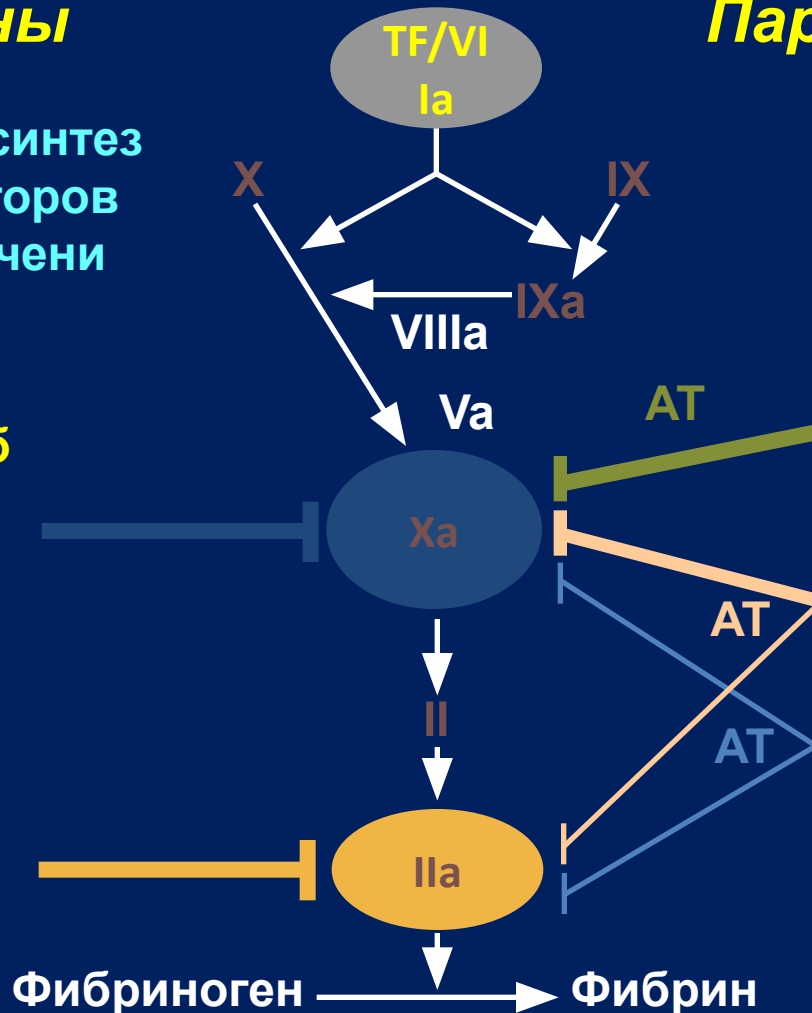 ны
Пар
TF/VI
Ia
синтез
торов
чени
X
IX
IXa
VIIIa
Va
AT
б
Xa
AT
II
AT
IIa
Фибриноген
Фибрин